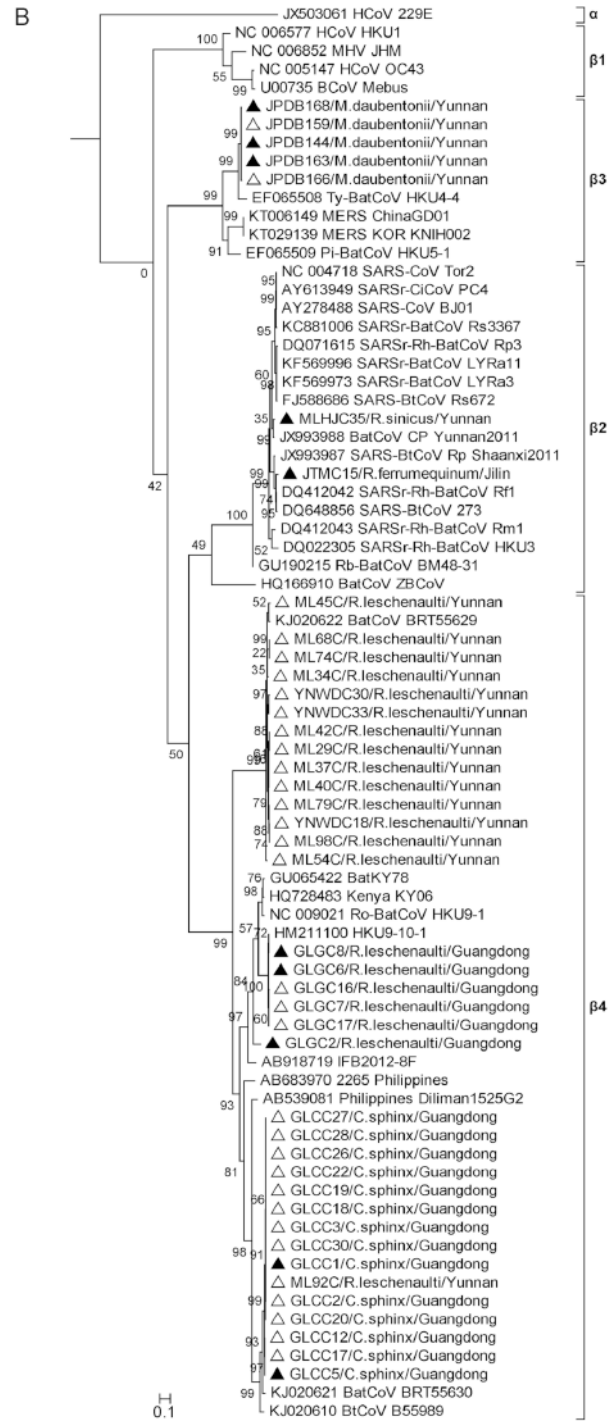 B
JX503061 HCoV 229E
α
NC 006577 HCoV HKU1
100
NC 006852 MHV JHM
β1
NC 005147 HCoV OC43
55
U00735 BCoV Mebus
99
▲ JPDB168/M.daubentonii/Yunnan
△ JPDB159/M.daubentonii/Yunnan
99
▲ JPDB144/M.daubentonii/Yunnan
▲ JPDB163/M.daubentonii/Yunnan
99
△ JPDB166/M.daubentonii/Yunnan
β3
EF065508 Ty-BatCoV HKU4-4
99
KT006149 MERS ChinaGD01
99
KT029139 MERS KOR KNIH002
EF065509 Pi-BatCoV HKU5-1
91
0
NC 004718 SARS-CoV Tor2
95
AY613949 SARSr-CiCoV PC4
99
AY278488 SARS-CoV BJ01
KC881006 SARSr-BatCoV Rs3367
95
DQ071615 SARSr-Rh-BatCoV Rp3
KF569996 SARSr-BatCoV LYRa11
60
KF569973 SARSr-BatCoV LYRa3
98
FJ588686 SARS-BtCoV Rs672
35
▲ MLHJC35/R.sinicus/Yunnan
β2
JX993988 BatCoV CP Yunnan2011
99
JX993987 SARS-BtCoV Rp Shaanxi2011
99
▲ JTMC15/R.ferrumequinum/Jilin
42
99
DQ412042 SARSr-Rh-BatCoV Rf1
74
DQ648856 SARS-BtCoV 273
100
95
DQ412043 SARSr-Rh-BatCoV Rm1
49
52
DQ022305 SARSr-Rh-BatCoV HKU3
GU190215 Rb-BatCoV BM48-31
HQ166910 BatCoV ZBCoV
52
△ ML45C/R.leschenaulti/Yunnan
KJ020622 BatCoV BRT55629
99
△ ML68C/R.leschenaulti/Yunnan
22
△ ML74C/R.leschenaulti/Yunnan
35
△ ML34C/R.leschenaulti/Yunnan
97
△ YNWDC30/R.leschenaulti/Yunnan
△ YNWDC33/R.leschenaulti/Yunnan
88
△ ML42C/R.leschenaulti/Yunnan
50
△ ML29C/R.leschenaulti/Yunnan
△ ML37C/R.leschenaulti/Yunnan
△ ML40C/R.leschenaulti/Yunnan
79
△ ML79C/R.leschenaulti/Yunnan
△ YNWDC18/R.leschenaulti/Yunnan
88
△ ML98C/R.leschenaulti/Yunnan
74
△ ML54C/R.leschenaulti/Yunnan
76
GU065422 BatKY78
98
HQ728483 Kenya KY06
NC 009021 Ro-BatCoV HKU9-1
57
72
HM211100 HKU9-10-1
99
▲ GLGC8/R.leschenaulti/Guangdong
▲ GLGC6/R.leschenaulti/Guangdong
84
100
△ GLGC16/R.leschenaulti/Guangdong
△ GLGC7/R.leschenaulti/Guangdong
β4
97
60
△ GLGC17/R.leschenaulti/Guangdong
▲ GLGC2/R.leschenaulti/Guangdong
AB918719 IFB2012-8F
AB683970 2265 Philippines
93
AB539081 Philippines Diliman1525G2
△ GLCC27/C.sphinx/Guangdong
△ GLCC28/C.sphinx/Guangdong
△ GLCC26/C.sphinx/Guangdong
81
△ GLCC22/C.sphinx/Guangdong
△ GLCC19/C.sphinx/Guangdong
66
△ GLCC18/C.sphinx/Guangdong
△ GLCC3/C.sphinx/Guangdong
98
91
△ GLCC30/C.sphinx/Guangdong
▲ GLCC1/C.sphinx/Guangdong
△ ML92C/R.leschenaulti/Yunnan
99
△ GLCC2/C.sphinx/Guangdong
△ GLCC20/C.sphinx/Guangdong
93
△ GLCC12/C.sphinx/Guangdong
△ GLCC17/C.sphinx/Guangdong
97
▲ GLCC5/C.sphinx/Guangdong
99
KJ020621 BatCoV BRT55630
KJ020610 BtCoV B55989
0.1